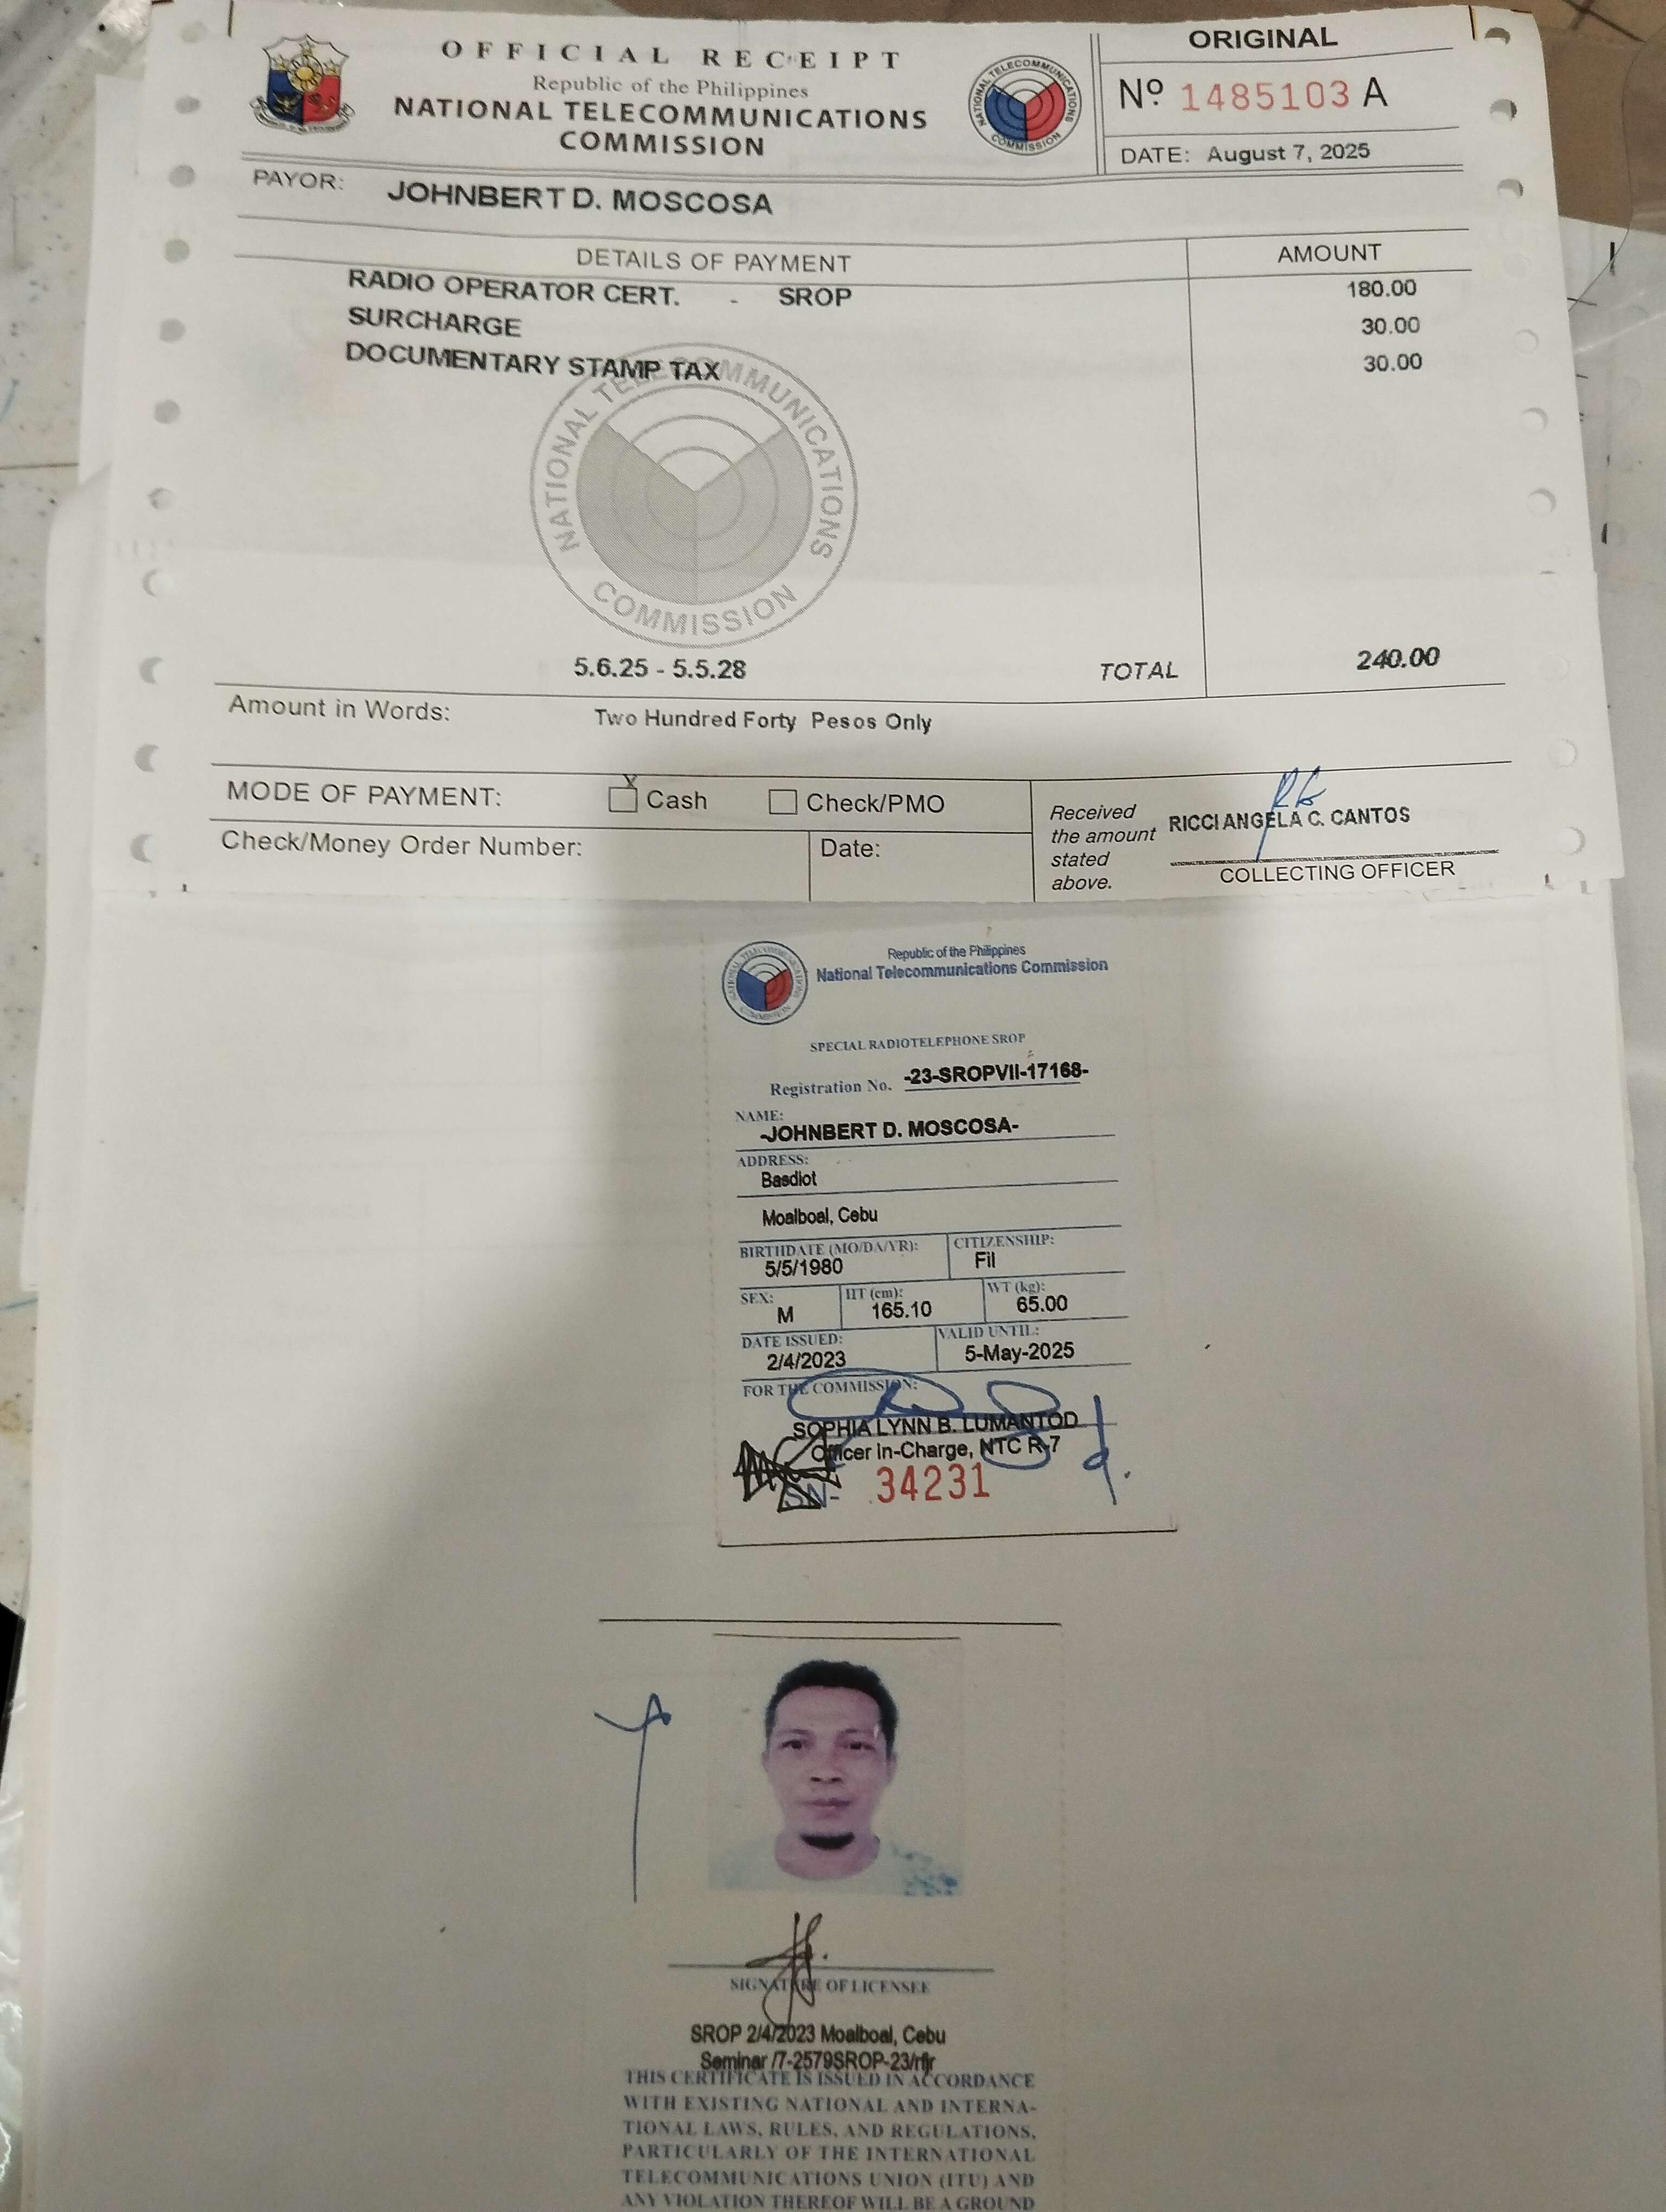 OFFICIAL RECEIPT
Republic of the Philippines
NATIONAL TELECOMMUNICATIONS
COMMISSION
NATIONAL TELECOMMUNICATIONS COMMISSION
ORIGINAL
Nº 1485103 A
DATE: August 7, 2025
PAYOR: JOHNBERT D. MOSCOSA
DETAILS OF PAYMENT AMOUNT
RADIO OPERATOR CERT. - SROP 180.00
SURCHARGE 30.00
DOCUMENTARY STAMP TAX 30.00
NATIONAL TELECOMMUNICATIONS COMMISSION
5.6.25 - 5.5.28 TOTAL 240.00
Amount in Words: Two Hundred Forty Pesos Only
MODE OF PAYMENT: X Cash Check/PMO
Check/Money Order Number: Date:
Received
the amount
stated
above.
RICCI ANGELA C. CANTOS
COLLECTING OFFICER
Republic of the Philippines
National Telecommunications Commission
SPECIAL RADIOTELEPHONE SROP
Registration No. -23-SROPVII-17168-
NAME:
-JOHNBERT D. MOSCOSA-
ADDRESS:
Basdiot
Moalboal, Cebu
BIRTHDATE (MO/DA/YR): CITIZENSHIP:
5/5/1980 Fil
SEX: HT (cm): WT (kg):
M 165.10 65.00
DATE ISSUED: VALID UNTIL:
2/4/2023 5-May-2025
FOR THE COMMISSION:
SOPHIA LYNN B. LUMANTOD
Officer in-Charge, NTC R-7
SN- 34231
SIGNATURE OF LICENSEE
SROP 2/4/2023 Moalboal, Cebu
Seminar /7-2579SROP-23/rfjr
THIS CERTIFICATE IS ISSUED IN ACCORDANCE
WITH EXISTING NATIONAL AND INTERNA-
TIONAL LAWS, RULES, AND REGULATIONS,
PARTICULARLY OF THE INTERNATIONAL
TELECOMMUNICATIONS UNION (ITU) AND
ANY VIOLATION THEREOF WILL BE A GROUND